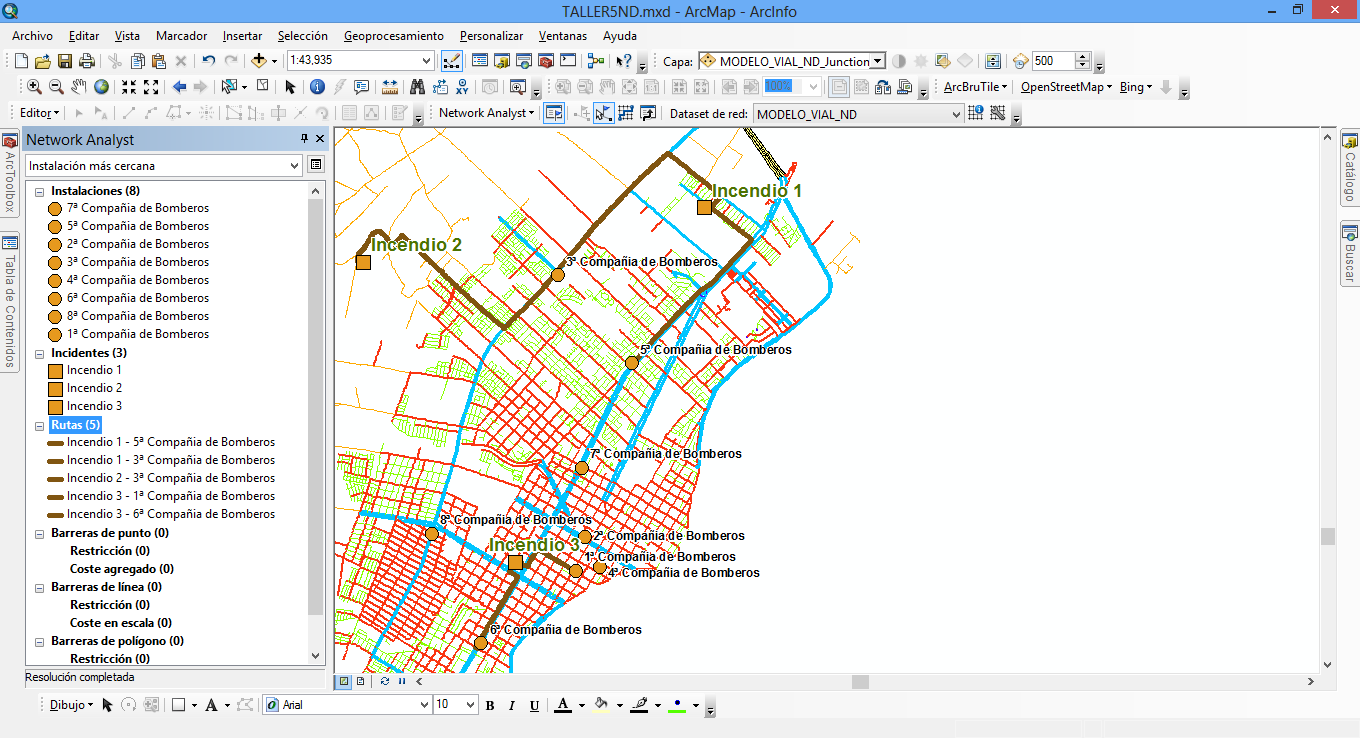 TALLER5ND.mxd - ArcMap - ArcInfo
Archivo Editar Vista Marcador Insertar Selección Geoprocesamiento Personalizar Ventanas Ayuda
1:43,935 Capa: MODELO_VIAL_ND_Junction 500
100% ArcBruTile OpenStreetMap Bing
Editor Network Analyst Dataset de red: MODELO_VIAL_ND
ArcToolbox
Tabla de Contenidos
Network Analyst
Instalación más cercana
Instalaciones (8)
7ª Compañia de Bomberos
5ª Compañia de Bomberos
2ª Compañia de Bomberos
3ª Compañia de Bomberos
4ª Compañia de Bomberos
6ª Compañia de Bomberos
8ª Compañia de Bomberos
1ª Compañia de Bomberos
Incidentes (3)
Incendio 1
Incendio 2
Incendio 3
Rutas (5)
Incendio 1 - 5ª Compañia de Bomberos
Incendio 1 - 3ª Compañia de Bomberos
Incendio 2 - 3ª Compañia de Bomberos
Incendio 3 - 1ª Compañia de Bomberos
Incendio 3 - 6ª Compañia de Bomberos
Barreras de punto (0)
Restricción (0)
Coste agregado (0)
Barreras de línea (0)
Restricción (0)
Coste en escala (0)
Barreras de polígono (0)
Restricción (0)
Resolución completada
Incendio 1
Incendio 2
3ª Compañia de Bomberos
5ª Compañia de Bomberos
7ª Compañia de Bomberos
8ª Compañia de Bomberos
2ª Compañia de Bomberos
Incendio 3
1ª Compañia de Bomberos
4ª Compañia de Bomberos
6ª Compañia de Bomberos
Catálogo
Buscar
Dibujo A Arial 10 B I U A